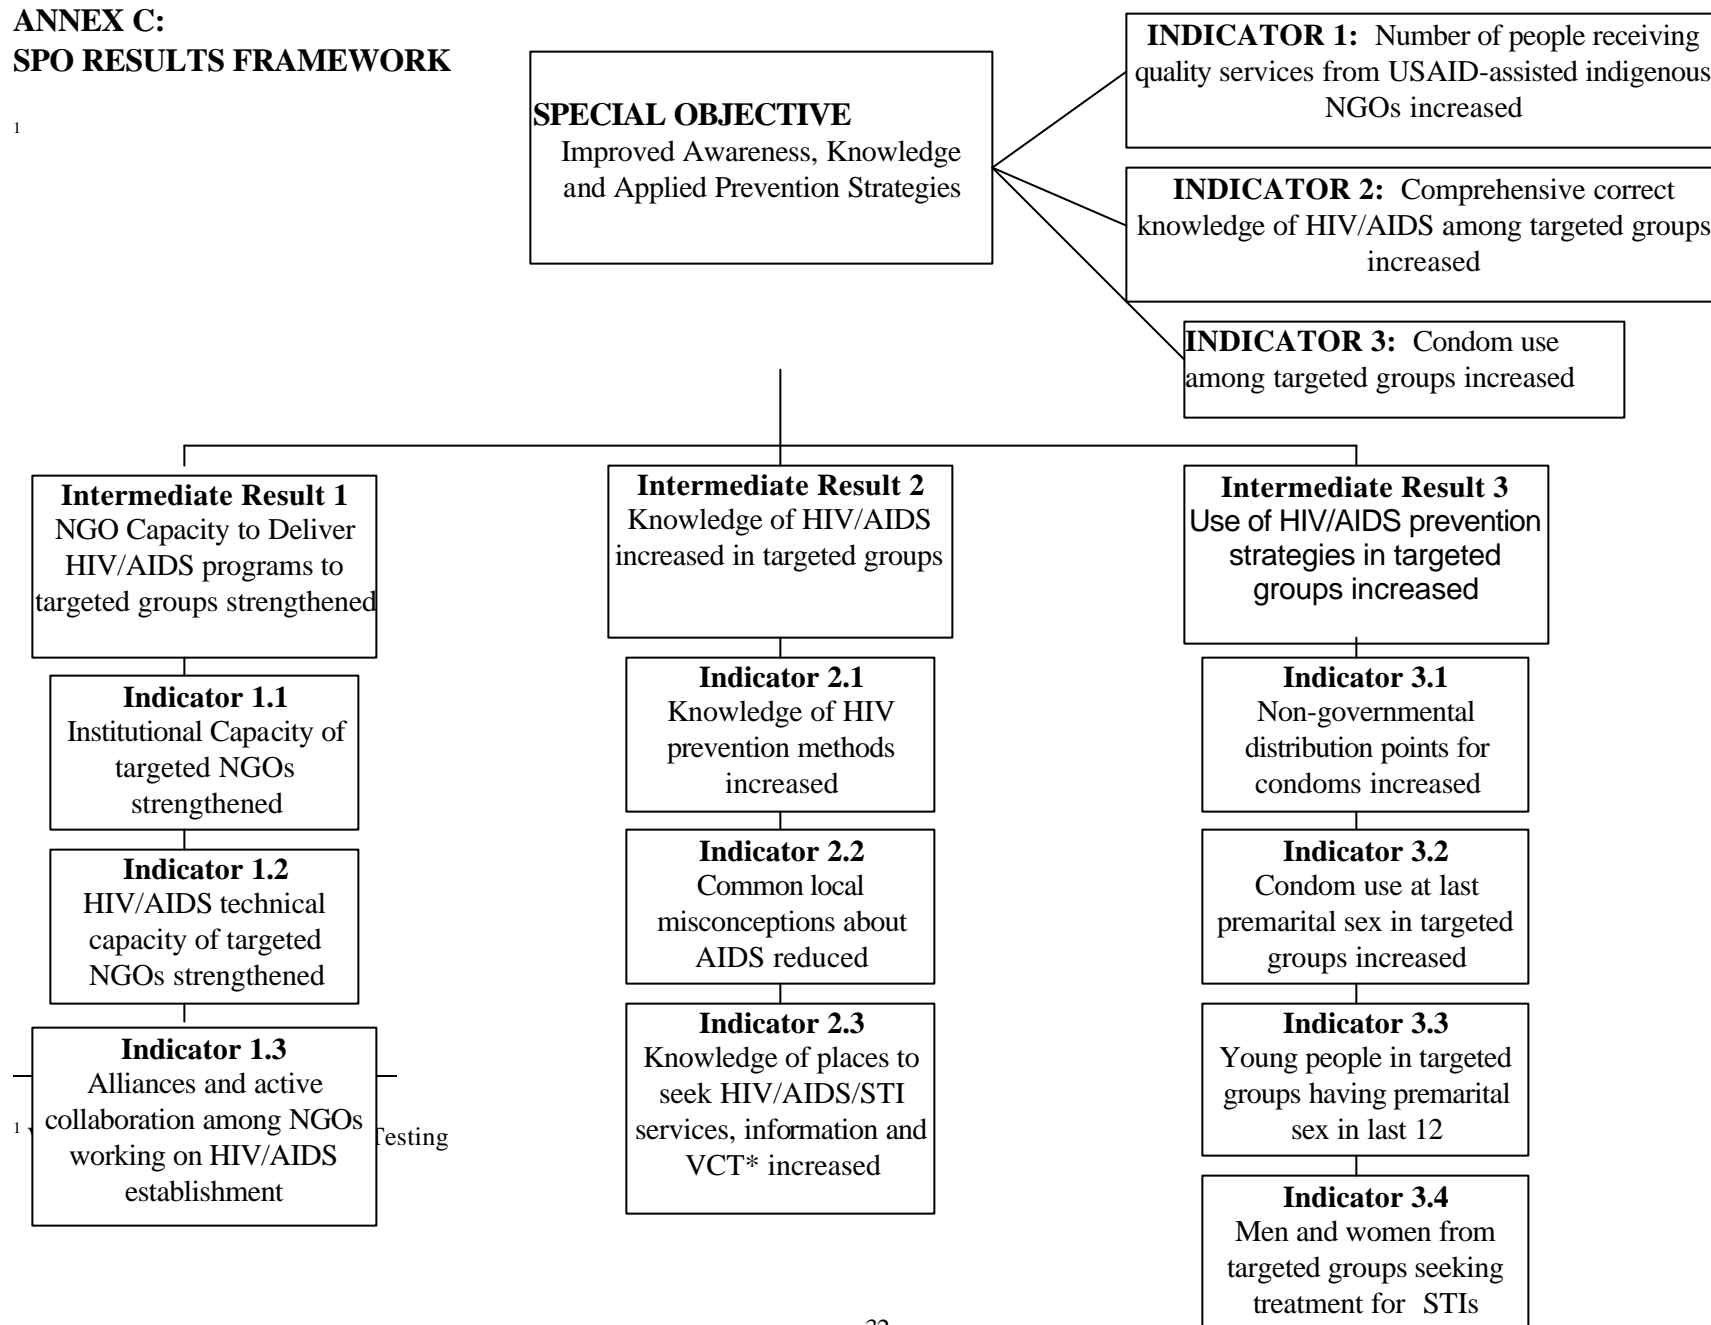 ANNEX C:
SPO RESULTS FRAMEWORK
1
SPECIAL OBJECTIVE
Improved Awareness, Knowledge
and Applied Prevention Strategies
INDICATOR 1: Number of people receiving
quality services from USAID-assisted indigenous
NGOs increased
INDICATOR 2: Comprehensive correct
knowledge of HIV/AIDS among targeted groups
increased
INDICATOR 3: Condom use
among targeted groups increased
Intermediate Result 1
NGO Capacity to Deliver
HIV/AIDS programs to
targeted groups strengthened
Indicator 1.1
Institutional Capacity of
targeted NGOs
strengthened
Indicator 1.2
HIV/AIDS technical
capacity of targeted
NGOs strengthened
Indicator 1.3
Alliances and active
collaboration among NGOs
working on HIV/AIDS
establishment
Intermediate Result 2
Knowledge of HIV/AIDS
increased in targeted groups
Indicator 2.1
Knowledge of HIV
prevention methods
increased
Indicator 2.2
Common local
misconceptions about
AIDS reduced
Indicator 2.3
Knowledge of places to
seek HIV/AIDS/STI
services, information and
VCT* increased
Intermediate Result 3
Use of HIV/AIDS prevention
strategies in targeted
groups increased
Indicator 3.1
Non-governmental
distribution points for
condoms increased
Indicator 3.2
Condom use at last
premarital sex in targeted
groups increased
Indicator 3.3
Young people in targeted
groups having premarital
sex in last 12
Indicator 3.4
Men and women from
targeted groups seeking
treatment for STIs
1 Testing